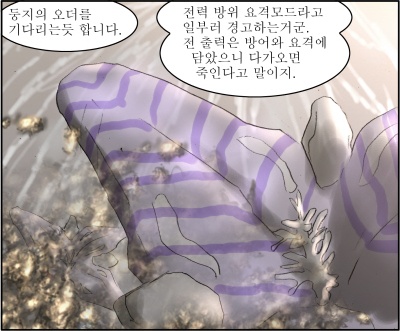 둥지의 오더를
기다리는듯 합니다.
전력 방위 요격모드라고
일부러 경고하는거군.
전 출력은 방어와 요격에
담았으니 다가오면
죽인다고 말이지.